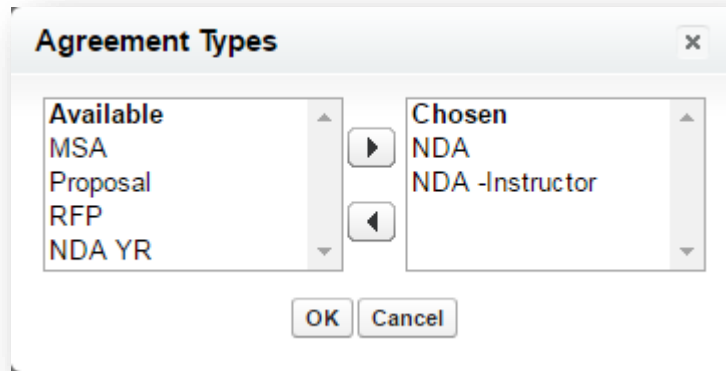 Agreement Types
Available
MSA
Proposal
RFP
NDA YR
Chosen
NDA
NDA -Instructor
OK
Cancel